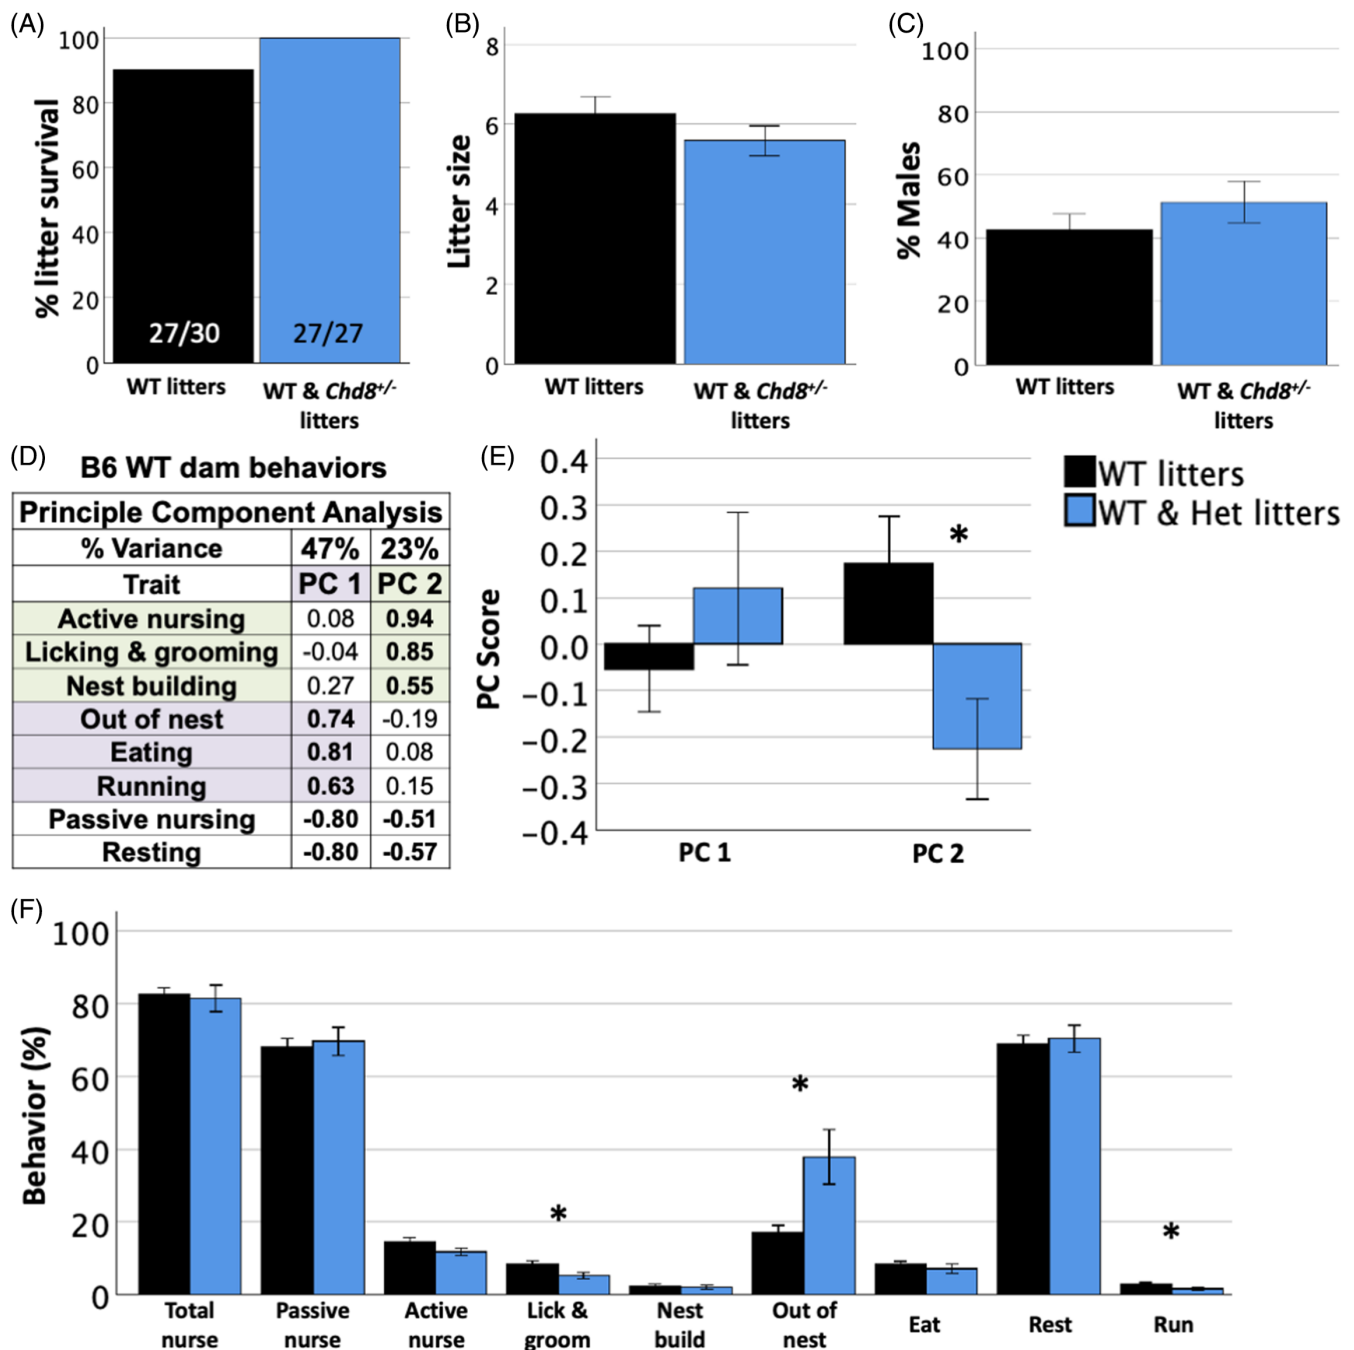 (A)
% litter survival
100
80
60
40
20
0
27/30
27/27
WT litters
WT & Chd8+/-
litters
(B)
Litter size
8
6
4
2
0
WT litters
WT & Chd8+/-
litters
(C)
% Males
100
80
60
40
20
0
WT litters
WT & Chd8+/-
litters
(D)
B6 WT dam behaviors
Principle Component Analysis
% Variance 47% 23%
Trait PC 1 PC 2
Active nursing 0.08 0.94
Licking & grooming -0.04 0.85
Nest building 0.27 0.55
Out of nest 0.74 -0.19
Eating 0.81 0.08
Running 0.63 0.15
Passive nursing -0.80 -0.51
Resting -0.80 -0.57
(E)
PC Score
0.4
0.3
0.2
0.1
0.0
−0.1
−0.2
−0.3
−0.4
*
PC 1 PC 2
WT litters
WT & Het litters
(F)
Behavior (%)
100
80
60
40
20
0
*
*
*
Total
nurse
Passive
nurse
Active
nurse
Lick &
groom
Nest
build
Out of
nest
Eat
Rest
Run